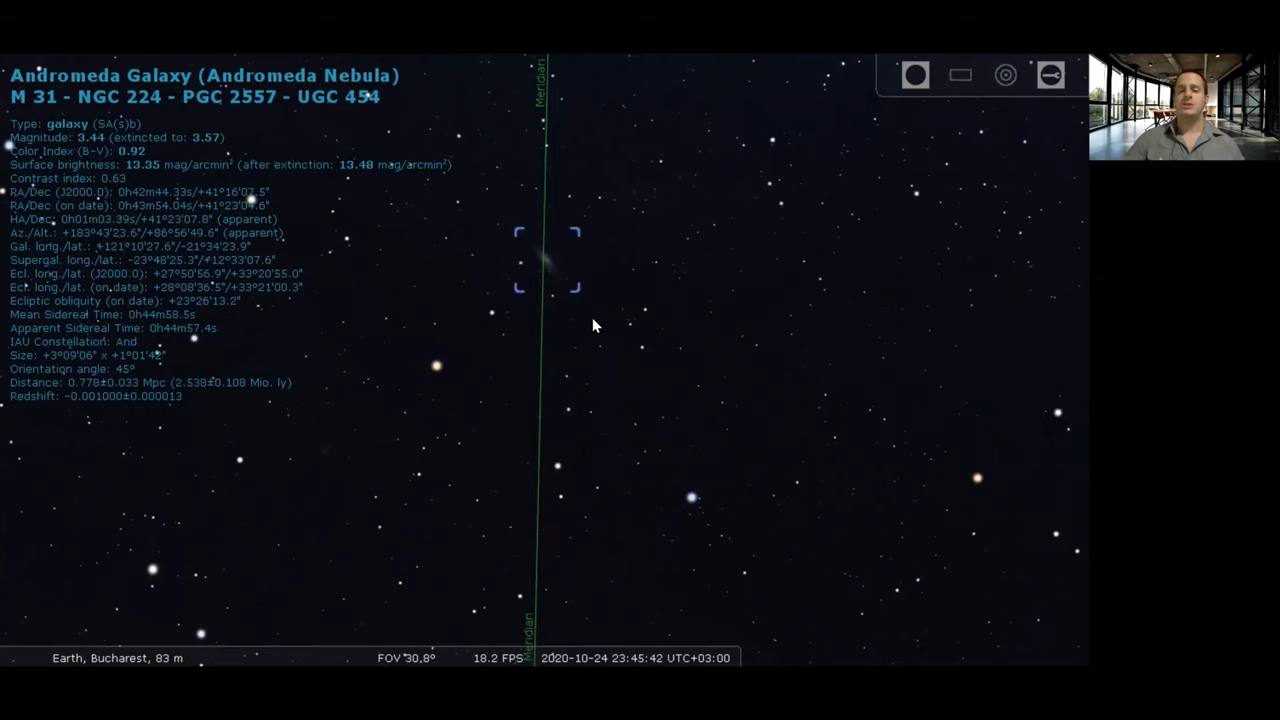 Andromeda Galaxy (Andromeda Nebula)
M 31 - NGC 224 - PGC 2557 - UGC 454
Type: galaxy (SA(s)b)
Magnitude: 3.44 (extincted to: 3.57)
Color Index (B-V): 0.92
Surface brightness: 13.35 mag/arcmin² (after extinction: 13.48 mag/arcmin²)
Contrast index: 0.63
RA/Dec (J2000.0): 0h42m44.33s/+41°16'07.5"
RA/Dec (on date): 0h43m54.04s/+41°23'04.6"
HA/Dec: 0h01m03.39s/+41°23'07.8" (apparent)
Az./Alt.: +183°43'23.6"/+86°56'49.6" (apparent)
Gal. long./lat.: +121°10'27.6"/-21°34'23.9"
Supergal. long./lat.: -23°48'25.3"/+12°33'07.6"
Ecl. long./lat. (J2000.0): +27°50'56.9"/+33°20'55.0"
Ecl. long./lat. (on date): +28°08'36.5"/+33°21'00.3"
Ecliptic obliquity (on date): +23°26'13.2"
Mean Sidereal Time: 0h44m58.5s
Apparent Sidereal Time: 0h44m57.4s
IAU Constellation: And
Size: +3°09'06" x +1°01'42"
Orientation angle: 45°
Distance: 0.778±0.033 Mpc (2.538±0.108 Mio. ly)
Redshift: -0.001000±0.000013
Meridian
Meridian
Earth, Bucharest, 83 m
FOV 30.8°
18.2 FPS
2020-10-24 23:45:42 UTC+03:00